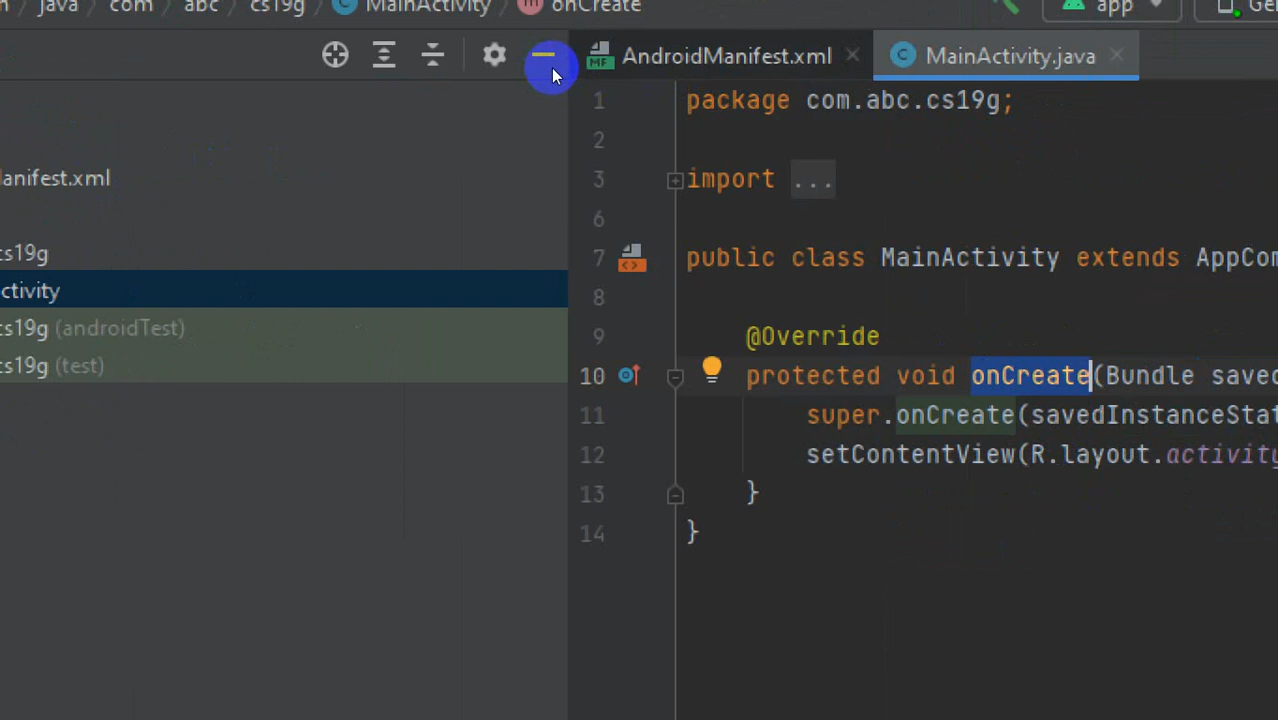 java com abc cs19g MainActivity onCreate app
AndroidManifest.xml MainActivity.java
anifest.xml
cs19g
ctivity
cs19g (androidTest)
cs19g (test)
1 package com.abc.cs19g;
2
3 import ...
6
7 public class MainActivity extends AppCom
8
9 @Override
10 protected void onCreate(Bundle saved
11 super.onCreate(savedInstanceStat
12 setContentView(R.layout.activity
13 }
14 }